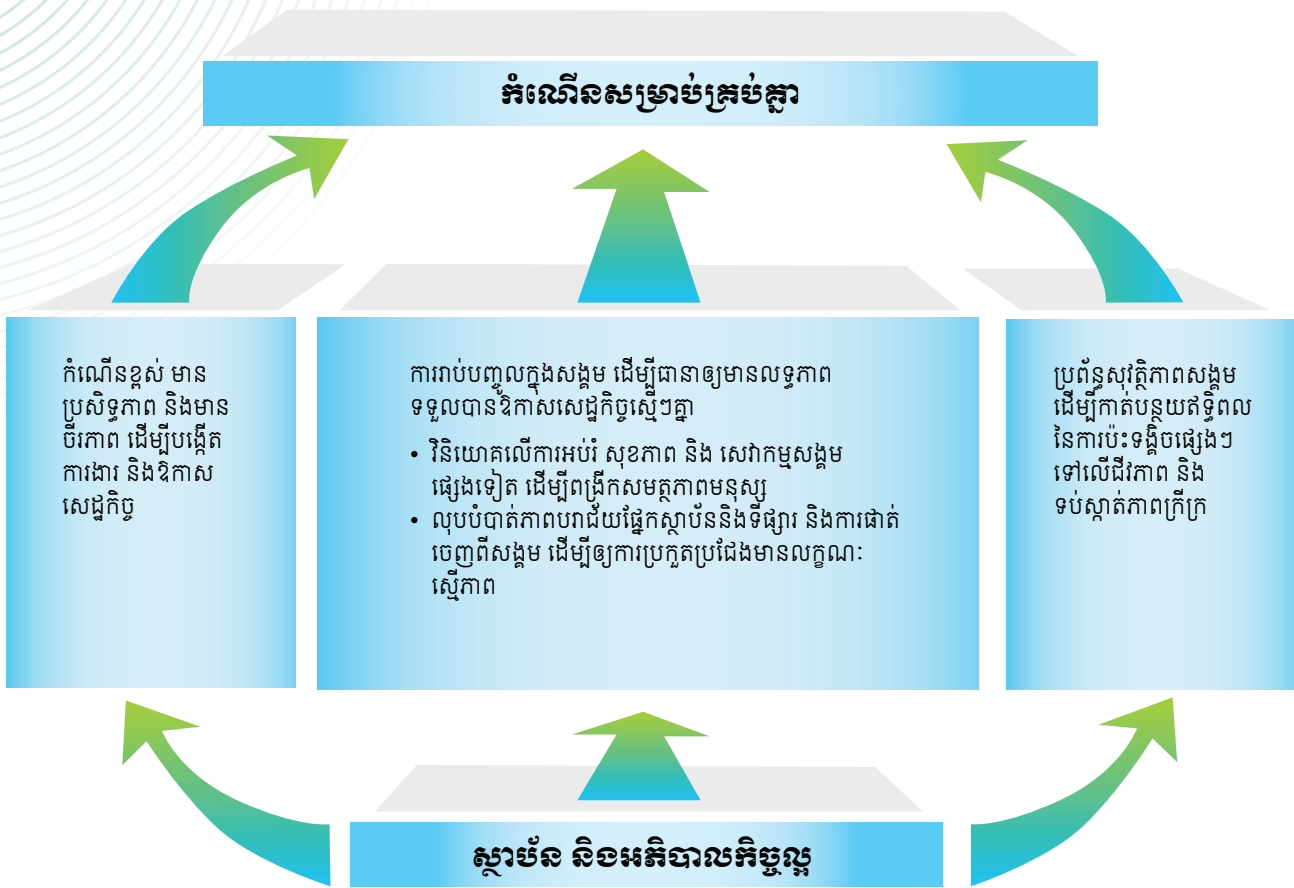 កំណើនសម្រាប់គ្រប់គ្នា
កំណើនខ្ពស់ មាន
ប្រសិទ្ធភាព និងមាន
ចីរភាព ដើម្បីបង្កើត
ការងារ និងឱកាស
សេដ្ឋកិច្ច
ការរាប់បញ្ចូលក្នុងសង្គម ដើម្បីធានាឲ្យមានលទ្ធភាព
ទទួលបានឱកាសសេដ្ឋកិច្ចស្មើៗគ្នា
• វិនិយោគលើការអប់រំ សុខភាព និង សេវាកម្មសង្គម
ផ្សេងទៀត ដើម្បីពង្រីកសមត្ថភាពមនុស្ស
• លុបបំបាត់ភាពបរាជ័យផ្នែកស្ថាប័ននិងទីផ្សារ និងការផាត់
ចេញពីសង្គម ដើម្បីឲ្យការប្រកួតប្រជែងមានលក្ខណៈ
ស្មើភាព
ប្រព័ន្ធសុវត្ថិភាពសង្គម
ដើម្បីកាត់បន្ថយឥទ្ធិពល
នៃការប៉ះទង្គិចផ្សេងៗ
ទៅលើជីវភាព និង
ទប់ស្កាត់ភាពក្រីក្រ
ស្ថាប័ន និងអភិបាលកិច្ចល្អ